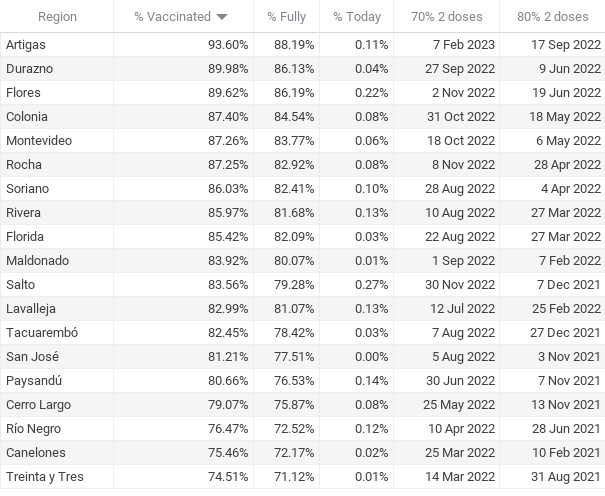 Region % Vaccinated % Fully % Today 70% 2 doses 80% 2 doses
Artigas 93.60% 88.19% 0.11% 7 Feb 2023 17 Sep 2022
Durazno 89.98% 86.13% 0.04% 27 Sep 2022 9 Jun 2022
Flores 89.62% 86.19% 0.22% 2 Nov 2022 19 Jun 2022
Colonia 87.40% 84.54% 0.08% 31 Oct 2022 18 May 2022
Montevideo 87.26% 83.77% 0.06% 18 Oct 2022 6 May 2022
Rocha 87.25% 82.92% 0.08% 8 Nov 2022 28 Apr 2022
Soriano 86.03% 82.41% 0.10% 28 Aug 2022 4 Apr 2022
Rivera 85.97% 81.68% 0.13% 10 Aug 2022 27 Mar 2022
Florida 85.42% 82.09% 0.03% 22 Aug 2022 27 Mar 2022
Maldonado 83.92% 80.07% 0.01% 1 Sep 2022 7 Feb 2022
Salto 83.56% 79.28% 0.27% 30 Nov 2022 7 Dec 2021
Lavalleja 82.99% 81.07% 0.13% 12 Jul 2022 25 Feb 2022
Tacuarembó 82.45% 78.42% 0.03% 7 Aug 2022 27 Dec 2021
San José 81.21% 77.51% 0.00% 5 Aug 2022 3 Nov 2021
Paysandú 80.66% 76.53% 0.14% 30 Jun 2022 7 Nov 2021
Cerro Largo 79.07% 75.87% 0.08% 25 May 2022 13 Nov 2021
Río Negro 76.47% 72.52% 0.12% 10 Apr 2022 28 Jun 2021
Canelones 75.46% 72.17% 0.02% 25 Mar 2022 10 Feb 2021
Treinta y Tres 74.51% 71.12% 0.01% 14 Mar 2022 31 Aug 2021